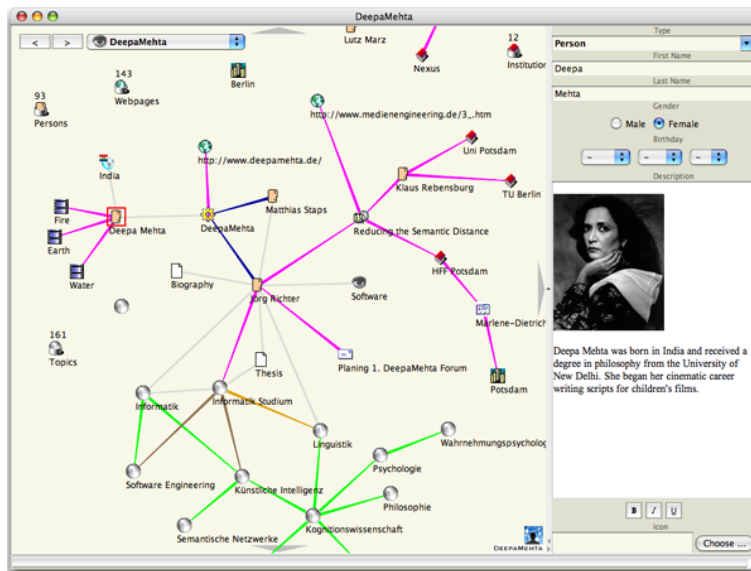 DeepaMehta
<
>
DeepaMehta
Lutz Marz
12
Nexus
Institution
143
Webpages
Berlin
93
Persons
http://www.medienengineering.de/3_.htm
Uni Potsdam
http://www.deepamehta.de/
India
Klaus Rebensburg
TU Berlin
Matthias Staps
Fire
Deepa Mehta
DeepaMehta
Reducing the Semantic Distance
Earth
HFF Potsdam
Water
Biography
Jörg Richter
Software
Marlene-Dietrich
161
Topics
Planing 1. DeepaMehta Forum
Thesis
Potsdam
Informatik
Informatik Studium
Linguistik
Wahrnehmungspsycholog
Psychologie
Software Engineering
Künstliche Intelligenz
Philosophie
Semantische Netzwerke
Kognitionswissenschaft
DEEPAMEHTA
Type
Person
First Name
Deepa
Last Name
Mehta
Gender
Male
Female
Birthday
–
–
–
Description
Deepa Mehta was born in India and received a
degree in philosophy from the University of
New Delhi. She began her cinematic career
writing scripts for children's films.
B
I
U
Icon
Choose ...